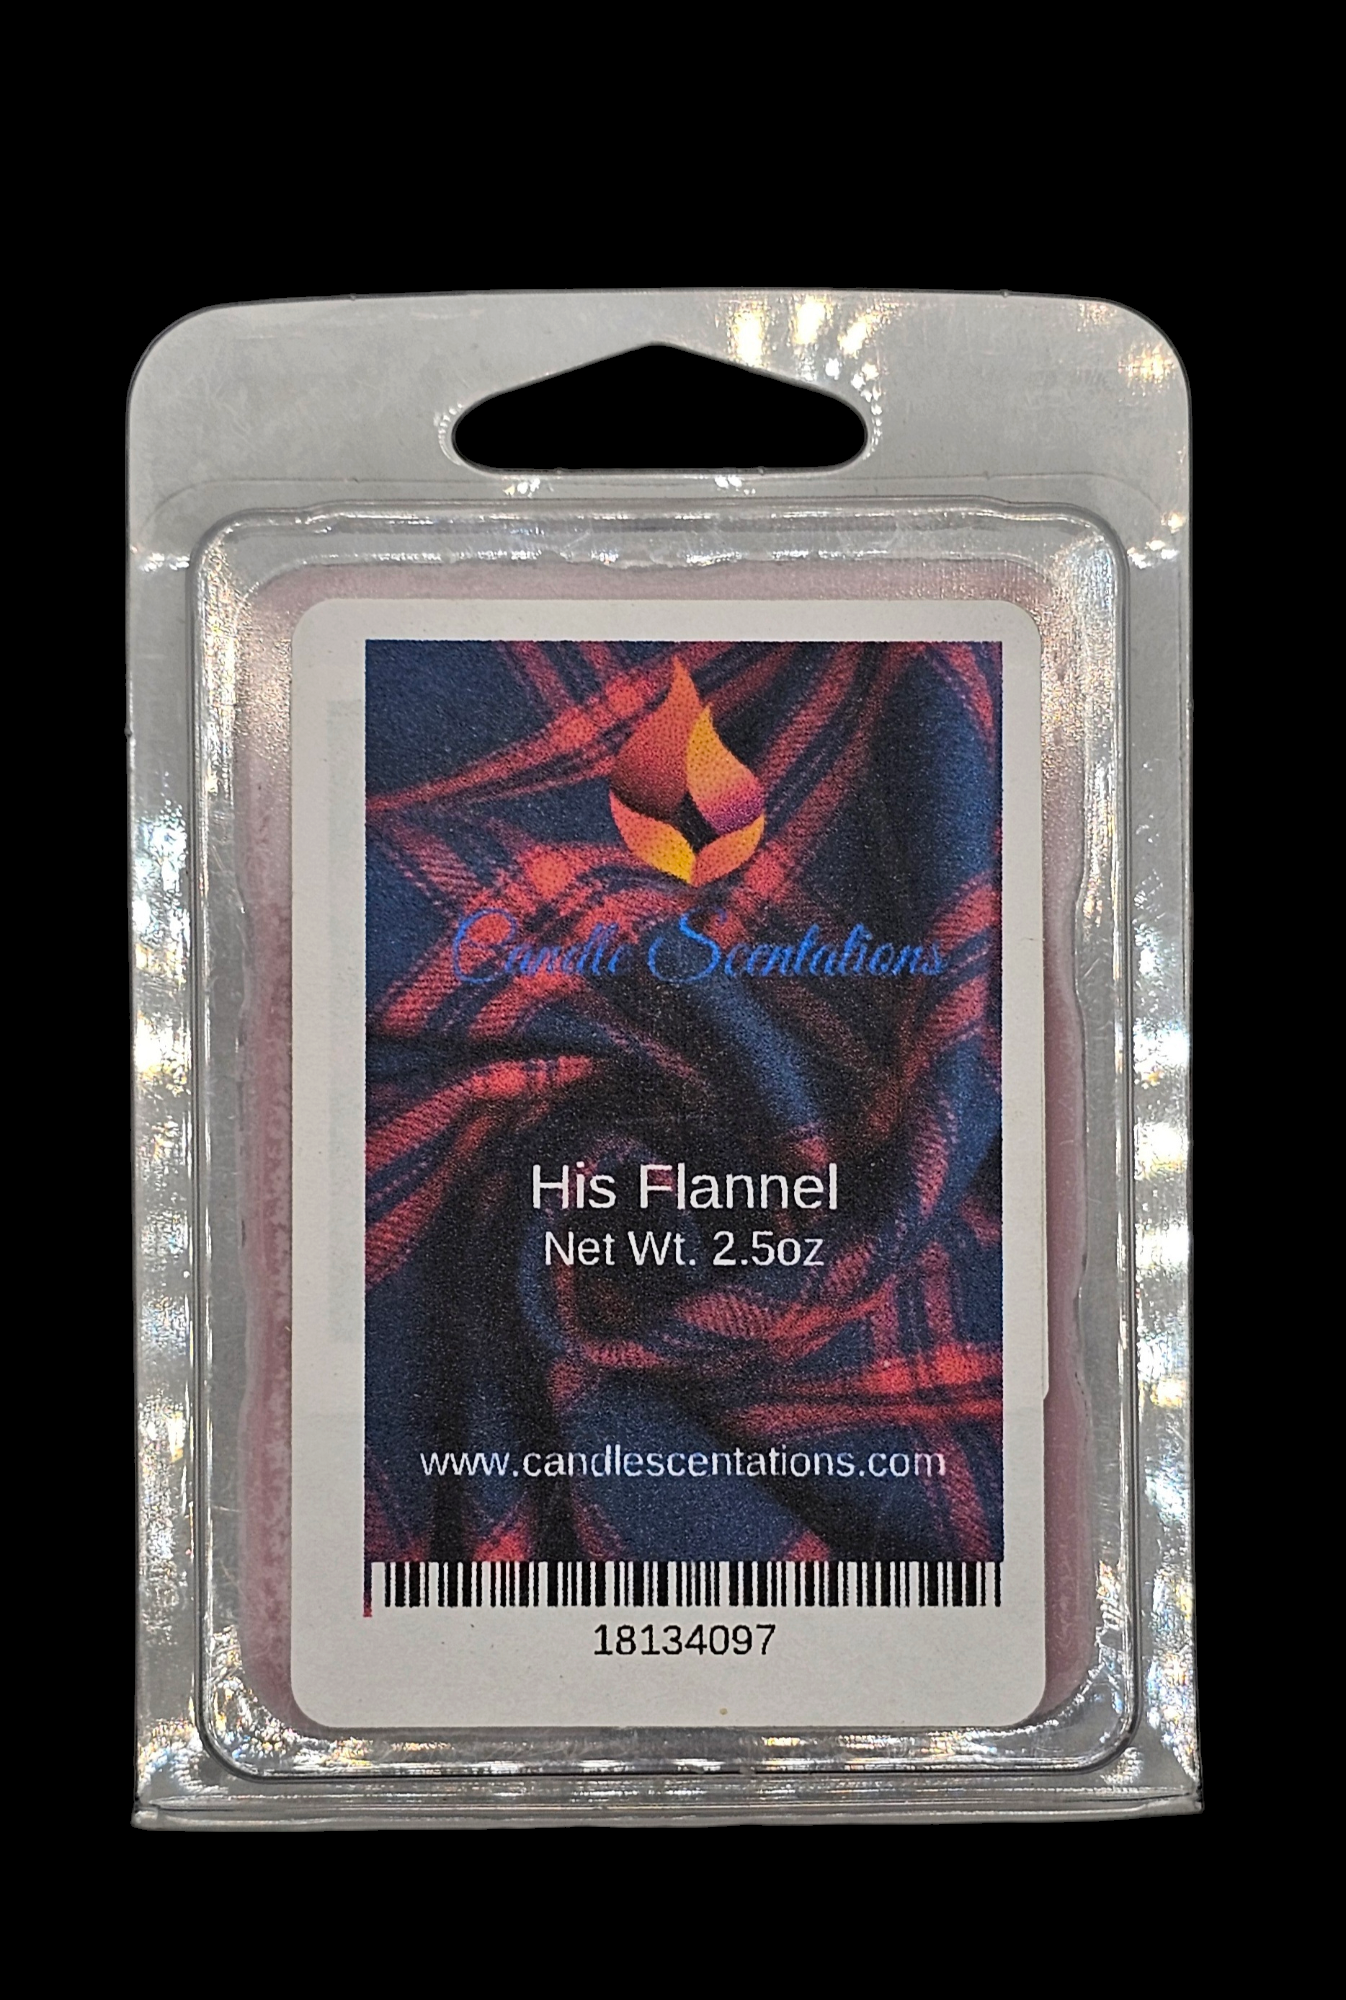 Candle Scentations
His Flannel
Net Wt. 2.5oz
www.candlescentations.com
18134097